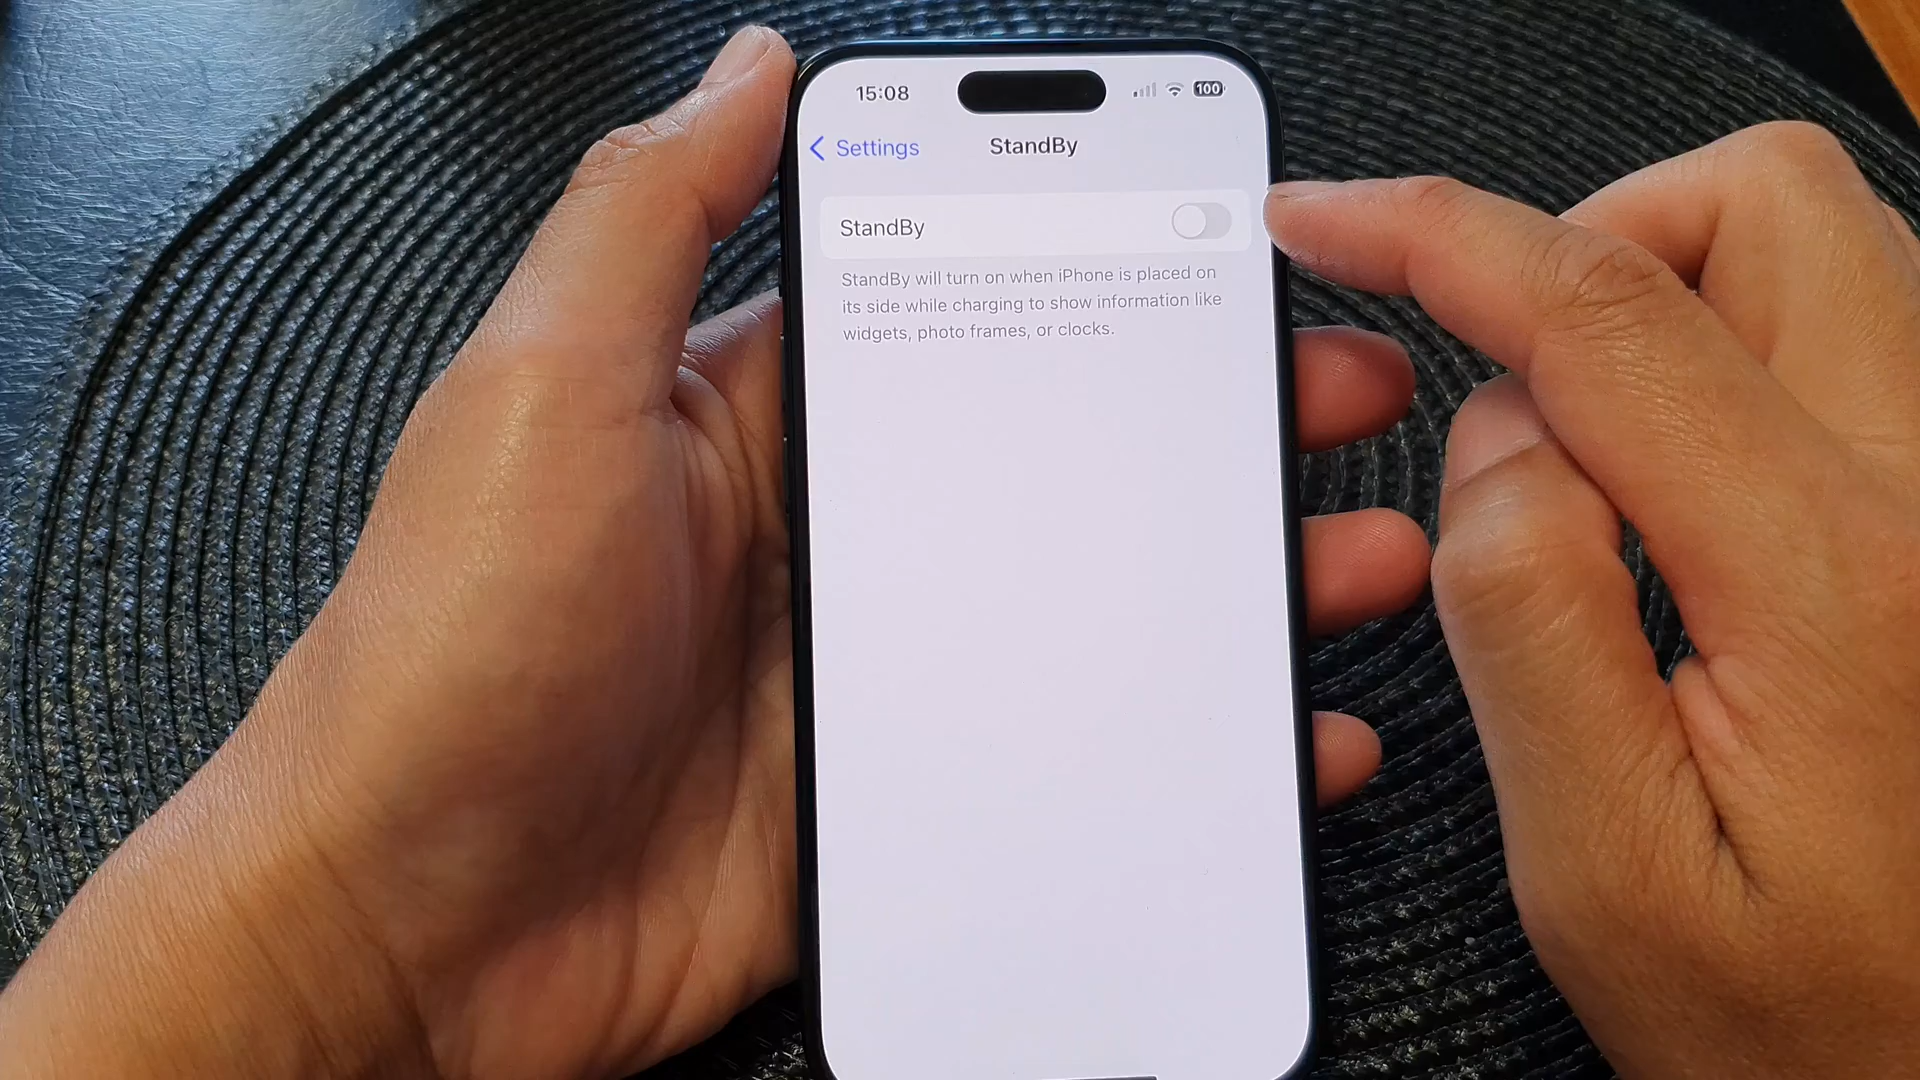 15:08 100
Settings StandBy
StandBy
StandBy will turn on when iPhone is placed on
its side while charging to show information like
widgets, photo frames, or clocks.